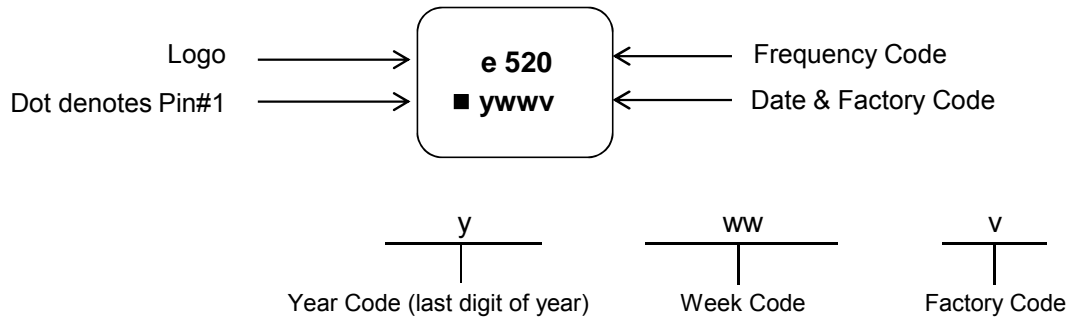 Logo
e 520
Frequency Code
Dot denotes Pin#1
■ ywwv
Date & Factory Code
y
ww
v
Year Code (last digit of year)
Week Code
Factory Code